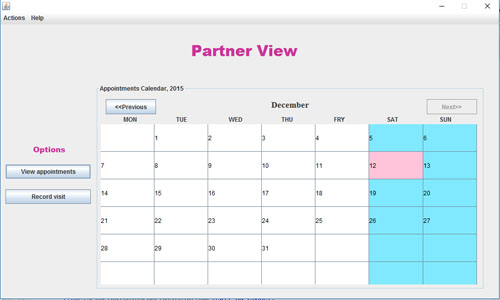 Actions Help
Partner View
Appointments Calendar, 2015
<<Previous December Next>>
MON TUE WED THU FRY SAT SUN
1 2 3 4 5 6
7 8 9 10 11 12 13
14 15 16 17 18 19 20
21 22 23 24 25 26 27
28 29 30 31
Options
View appointments
Record visit